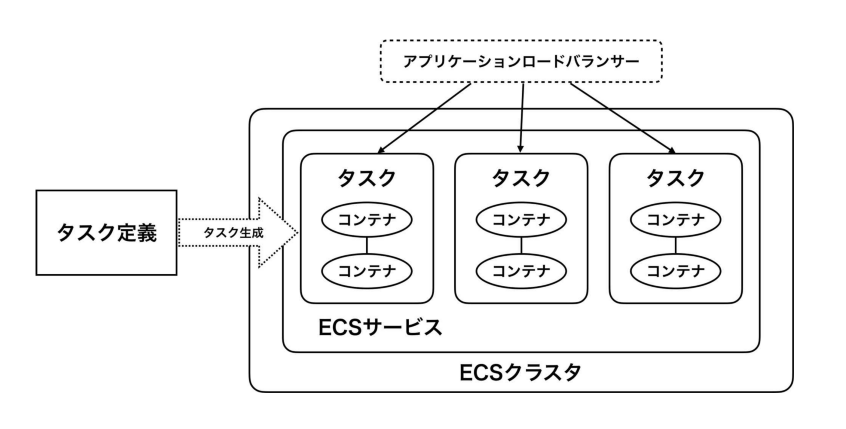 アプリケーションロードバランサー
タスク
タスク
タスク
コンテナ
コンテナ
コンテナ
タスク定義
タスク生成
コンテナ
コンテナ
コンテナ
ECSサービス
ECSクラスタ